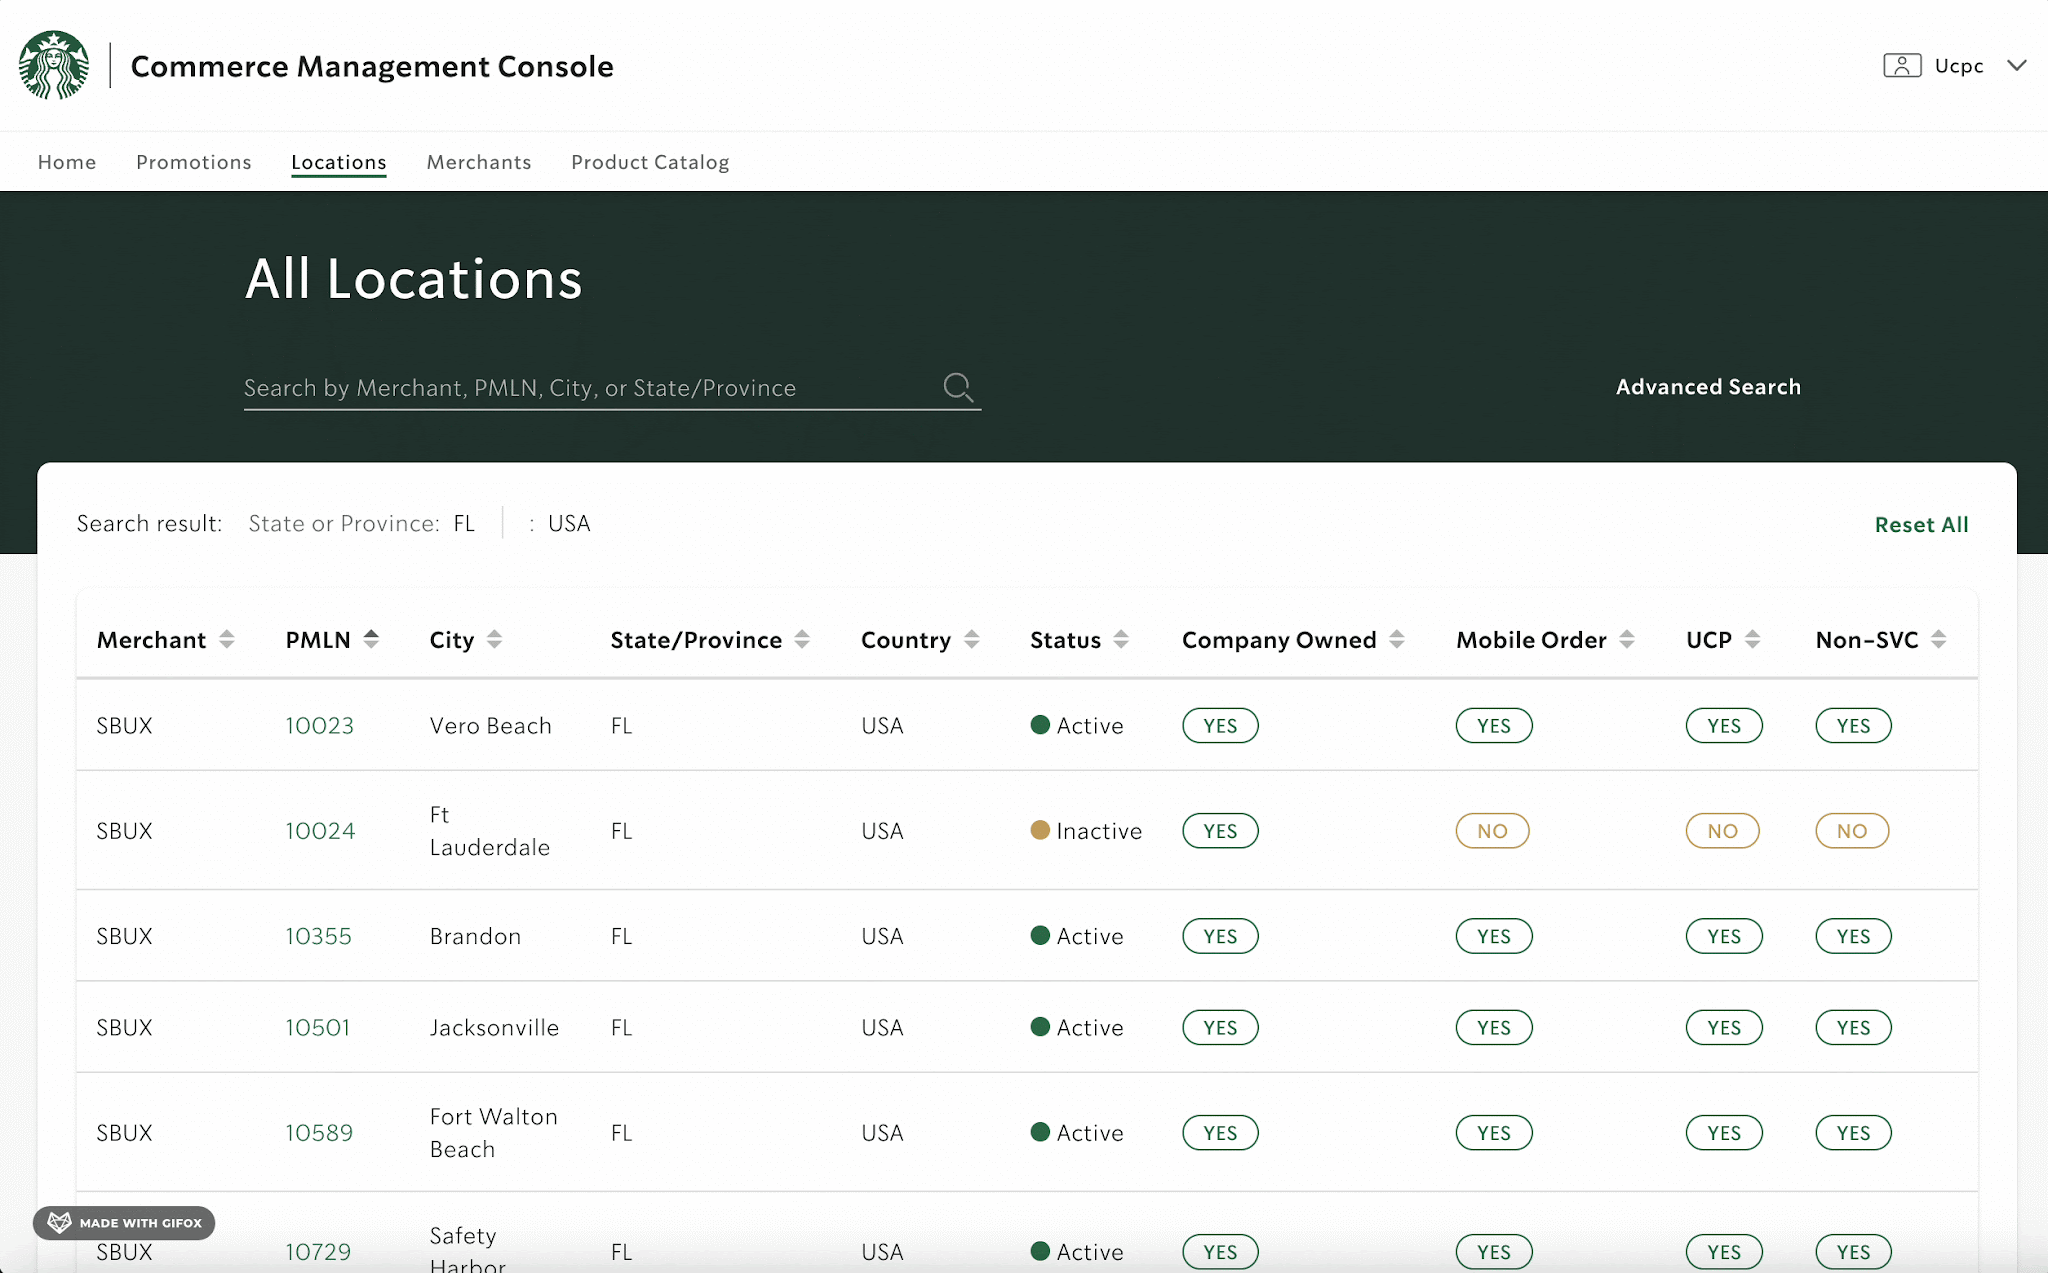 Commerce Management Console
Ucpc
Home Promotions Locations Merchants Product Catalog
All Locations
Search by Merchant, PMLN, City, or State/Province
Advanced Search
Search result: State or Province: FL : USA
Reset All
Merchant PMLN City State/Province Country Status Company Owned Mobile Order UCP Non-SVC
SBUX 10023 Vero Beach FL USA Active YES YES YES YES
SBUX 10024 Ft Lauderdale FL USA Inactive YES NO NO NO
SBUX 10355 Brandon FL USA Active YES YES YES YES
SBUX 10501 Jacksonville FL USA Active YES YES YES YES
SBUX 10589 Fort Walton Beach FL USA Active YES YES YES YES
MADE WITH GIFOX
SBUX 10729 Safety Harbor FL USA Active YES YES YES YES